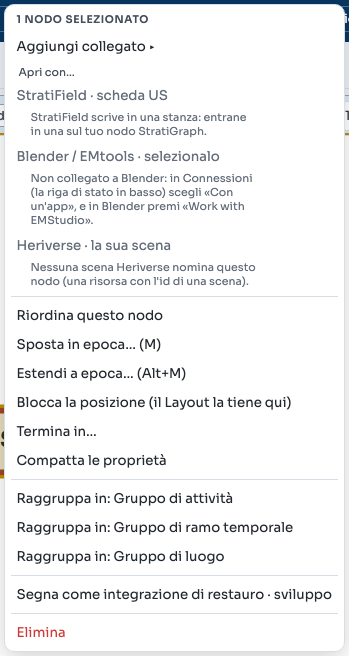 1 NODO SELEZIONATO
Aggiungi collegato ▸
Apri con...
StratiField · scheda US
StratiField scrive in una stanza: entrane
in una sul tuo nodo StratiGraph.
Blender / EMtools · selezionalo
Non collegato a Blender: in Connessioni
(la riga di stato in basso) scegli «Con
un'app», e in Blender premi «Work with
EMStudio».
Heriverse · la sua scena
Nessuna scena Heriverse nomina questo
nodo (una risorsa con l'id di una scena).
Riordina questo nodo
Sposta in epoca... (M)
Estendi a epoca... (Alt+M)
Blocca la posizione (il Layout la tiene qui)
Termina in...
Compatta le proprietà
Raggruppa in: Gruppo di attività
Raggruppa in: Gruppo di ramo temporale
Raggruppa in: Gruppo di luogo
Segna come integrazione di restauro · sviluppo
Elimina